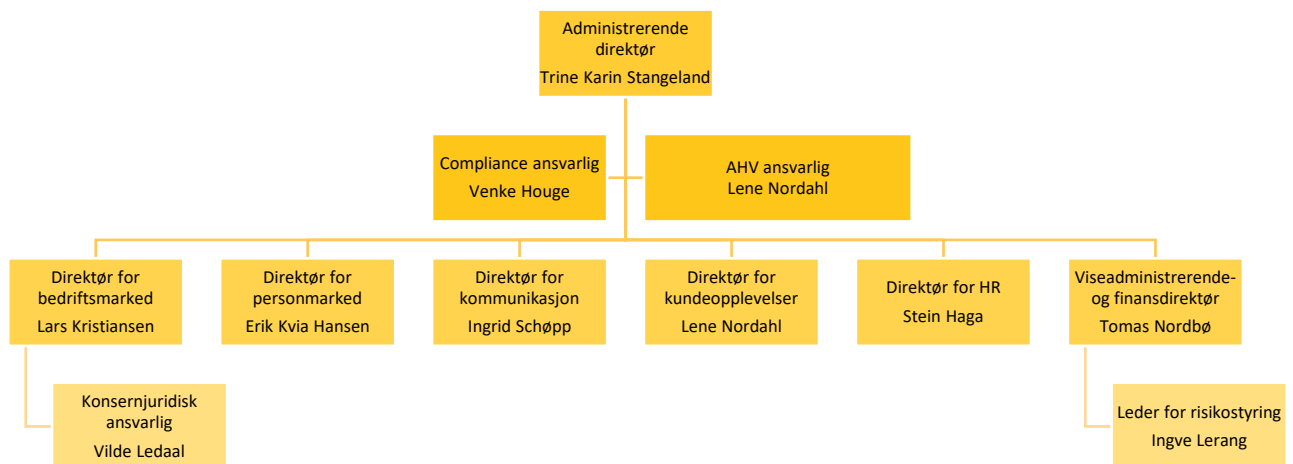 Administrerende
direktør
Trine Karin Stangeland
Compliance ansvarlig
Venke Houge
AHV ansvarlig
Lene Nordahl
Direktør for
bedriftsmarked
Lars Kristiansen
Direktør for
personmarked
Erik Kvia Hansen
Direktør for
kommunikasjon
Ingrid Schøpp
Direktør for
kundeopplevelser
Lene Nordahl
Direktør for HR
Stein Haga
Viseadministrerende-
og finansdirektør
Tomas Nordbø
Konsernjuridisk
ansvarlig
Vilde Ledaal
Leder for risikostyring
Ingve Lerang